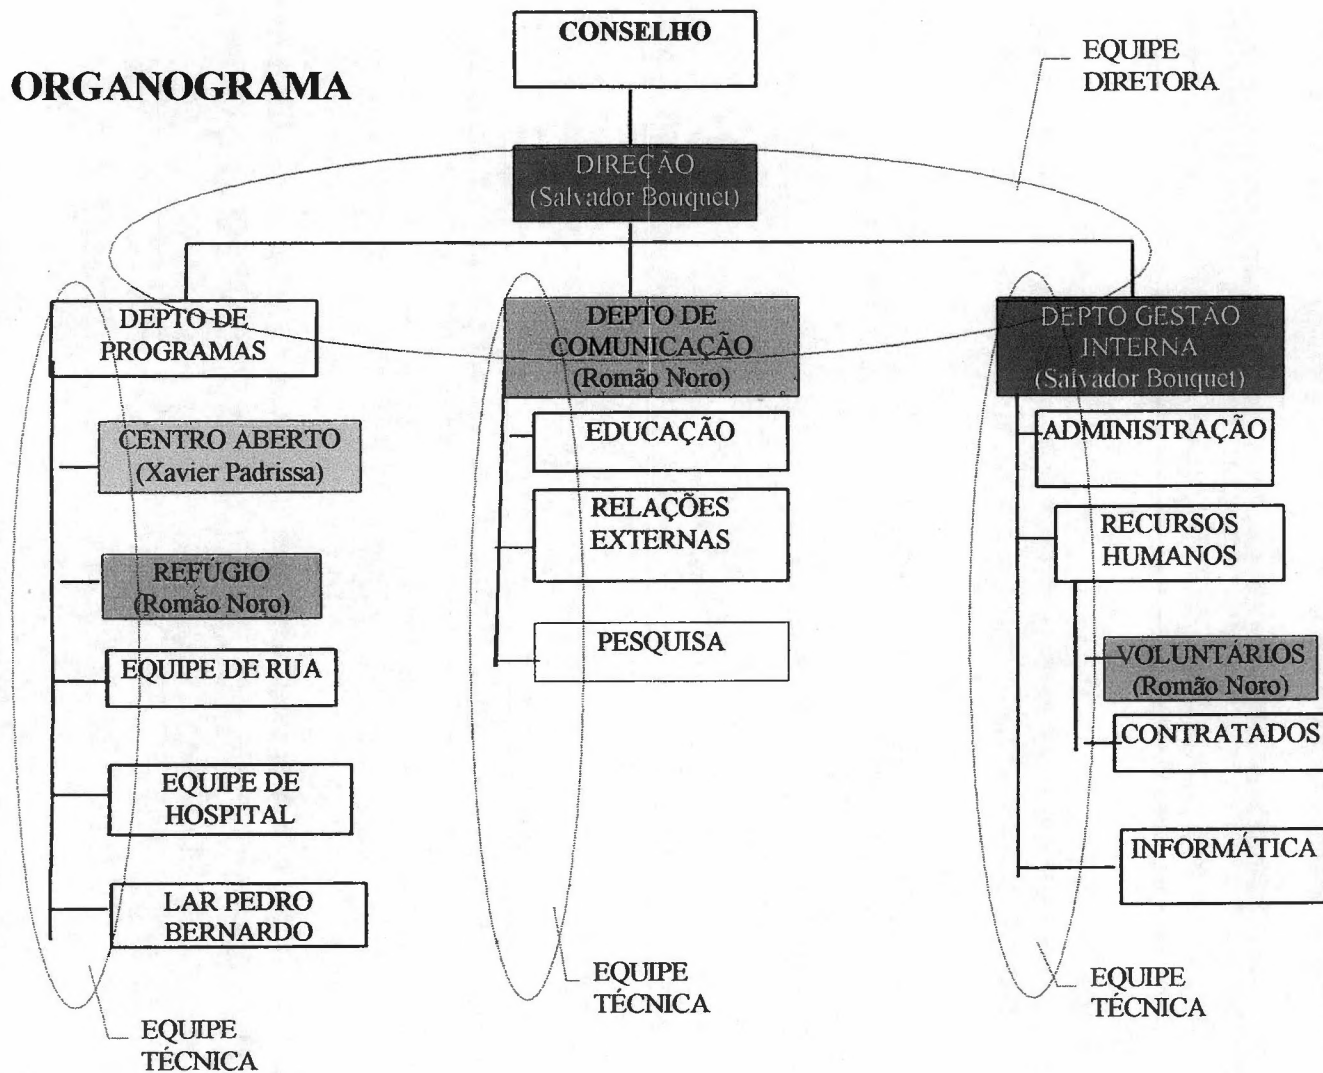 CONSELHO
EQUIPE
DIRETORA
ORGANOGRAMA
DIREÇÃO
(Salvador Bouquet)
DEPTO DE
PROGRAMAS
CENTRO ABERTO
(Xavier Padrissa)
REFÚGIO
(Romão Noro)
EQUIPE DE RUA
EQUIPE DE
HOSPITAL
LAR PEDRO
BERNARDO
EQUIPE
TÉCNICA
DEPTO DE
COMUNICAÇÃO
(Romão Noro)
EDUCAÇÃO
RELAÇÕES
EXTERNAS
PESQUISA
EQUIPE
TÉCNICA
DEPTO GESTÃO
INTERNA
(Salvador Bouquet)
ADMINISTRAÇÃO
RECURSOS
HUMANOS
VOLUNTÁRIOS
(Romão Noro)
CONTRATADOS
INFORMÁTICA
EQUIPE
TÉCNICA